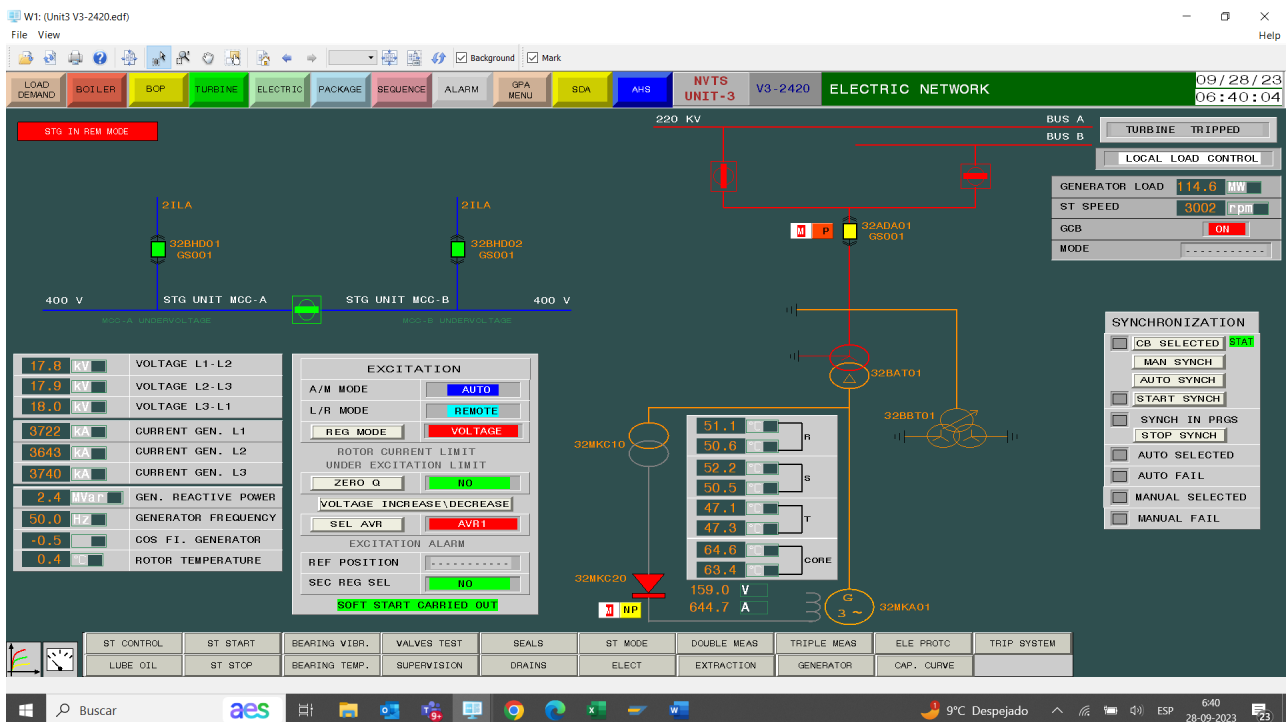 W1: (Unit3 V3-2420.edf)
File View Help
Background Mark
LOAD DEMAND BOILER BOP TURBINE ELECTRIC PACKAGE SEQUENCE ALARM GPA MENU SDA AHS NVTS UNIT-3 V3-2420 ELECTRIC NETWORK 09/28/23
06:40:04
STG IN REM MODE
220 KV BUS A
BUS B
TURBINE TRIPPED
LOCAL LOAD CONTROL
GENERATOR LOAD 114.6 MW
ST SPEED 3002 rpm
GCB ON
MODE -----------
2ILA 2ILA
32BHD01 GS001
32BHD02 GS001
M P 32ADA01 GS001
400 V STG UNIT MCC-A STG UNIT MCC-B 400 V
MCC-A UNDERVOLTAGE MCC-B UNDERVOLTAGE
17.8 KV VOLTAGE L1-L2
17.9 KV VOLTAGE L2-L3
18.0 KV VOLTAGE L3-L1
3722 KA CURRENT GEN. L1
3643 KA CURRENT GEN. L2
3740 KA CURRENT GEN. L3
2.4 MVar GEN. REACTIVE POWER
50.0 Hz GENERATOR FREQUENCY
-0.5 COS FI. GENERATOR
0.4 °C ROTOR TEMPERATURE
EXCITATION
A/M MODE AUTO
L/R MODE REMOTE
REG MODE VOLTAGE
ROTOR CURRENT LIMIT
UNDER EXCITATION LIMIT
ZERO Q NO
VOLTAGE INCREASE\DECREASE
SEL AVR AVR1
EXCITATION ALARM
REF POSITION -----------
SEC REG SEL NO
SOFT START CARRIED OUT
32BAT01
32BBT01
32MKC10
51.1 °C
50.6 °C
R
52.2 °C
50.5 °C
S
47.1 °C
47.3 °C
T
64.6 °C
63.4 °C
CORE
32MKC20
M NP
159.0 V
644.7 A
G
3 ~
32MKA01
SYNCHRONIZATION
CB SELECTED STAT
MAN SYNCH
AUTO SYNCH
START SYNCH
SYNCH IN PRGS
STOP SYNCH
AUTO SELECTED
AUTO FAIL
MANUAL SELECTED
MANUAL FAIL
ST CONTROL ST START BEARING VIBR. VALVES TEST SEALS ST MODE DOUBLE MEAS TRIPLE MEAS ELE PROTC TRIP SYSTEM
LUBE OIL ST STOP BEARING TEMP. SUPERVISION DRAINS ELECT EXTRACTION GENERATOR CAP. CURVE
Buscar aes 9+ 9°C Despejado ESP 6:40
28-09-2023 23